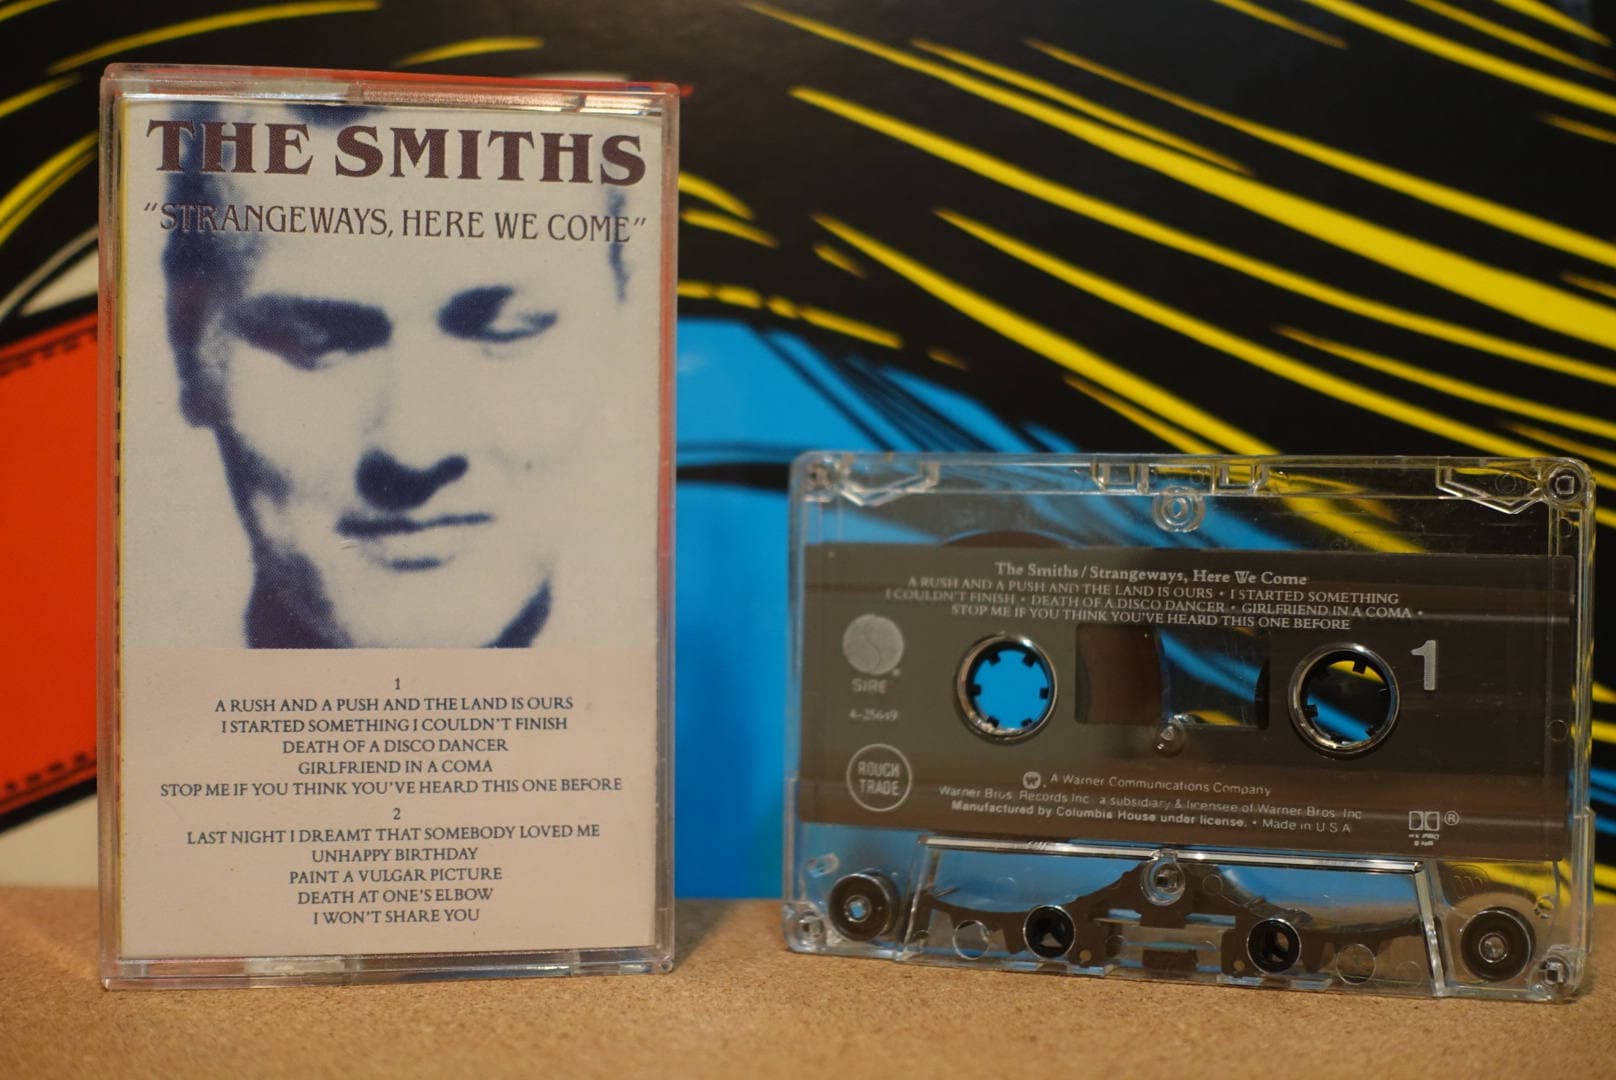 THE SMITHS
"STRANGEWAYS, HERE WE COME"
1
A RUSH AND A PUSH AND THE LAND IS OURS
I STARTED SOMETHING I COULDN'T FINISH
DEATH OF A DISCO DANCER
GIRLFRIEND IN A COMA
STOP ME IF YOU THINK YOU'VE HEARD THIS ONE BEFORE
2
LAST NIGHT I DREAMT THAT SOMEBODY LOVED ME
UNHAPPY BIRTHDAY
PAINT A VULGAR PICTURE
DEATH AT ONE'S ELBOW
I WON'T SHARE YOU
The Smiths/Strangeways, Here We Come
A RUSH AND A PUSH AND THE LAND IS OURS • I STARTED SOMETHING
I COULDN'T FINISH • DEATH OF A DISCO DANCER • GIRLFRIEND IN A COMA •
STOP ME IF YOU THINK YOU'VE HEARD THIS ONE BEFORE
1
SIRE ®
4-25649
ROUGH
TRADE
W. A Warner Communications Company
Warner Bros. Records Inc. a subsidiary & licensee of Warner Bros. Inc.
Manufactured by Columbia House under license. • Made in U S A
®
HX PRO
B NR